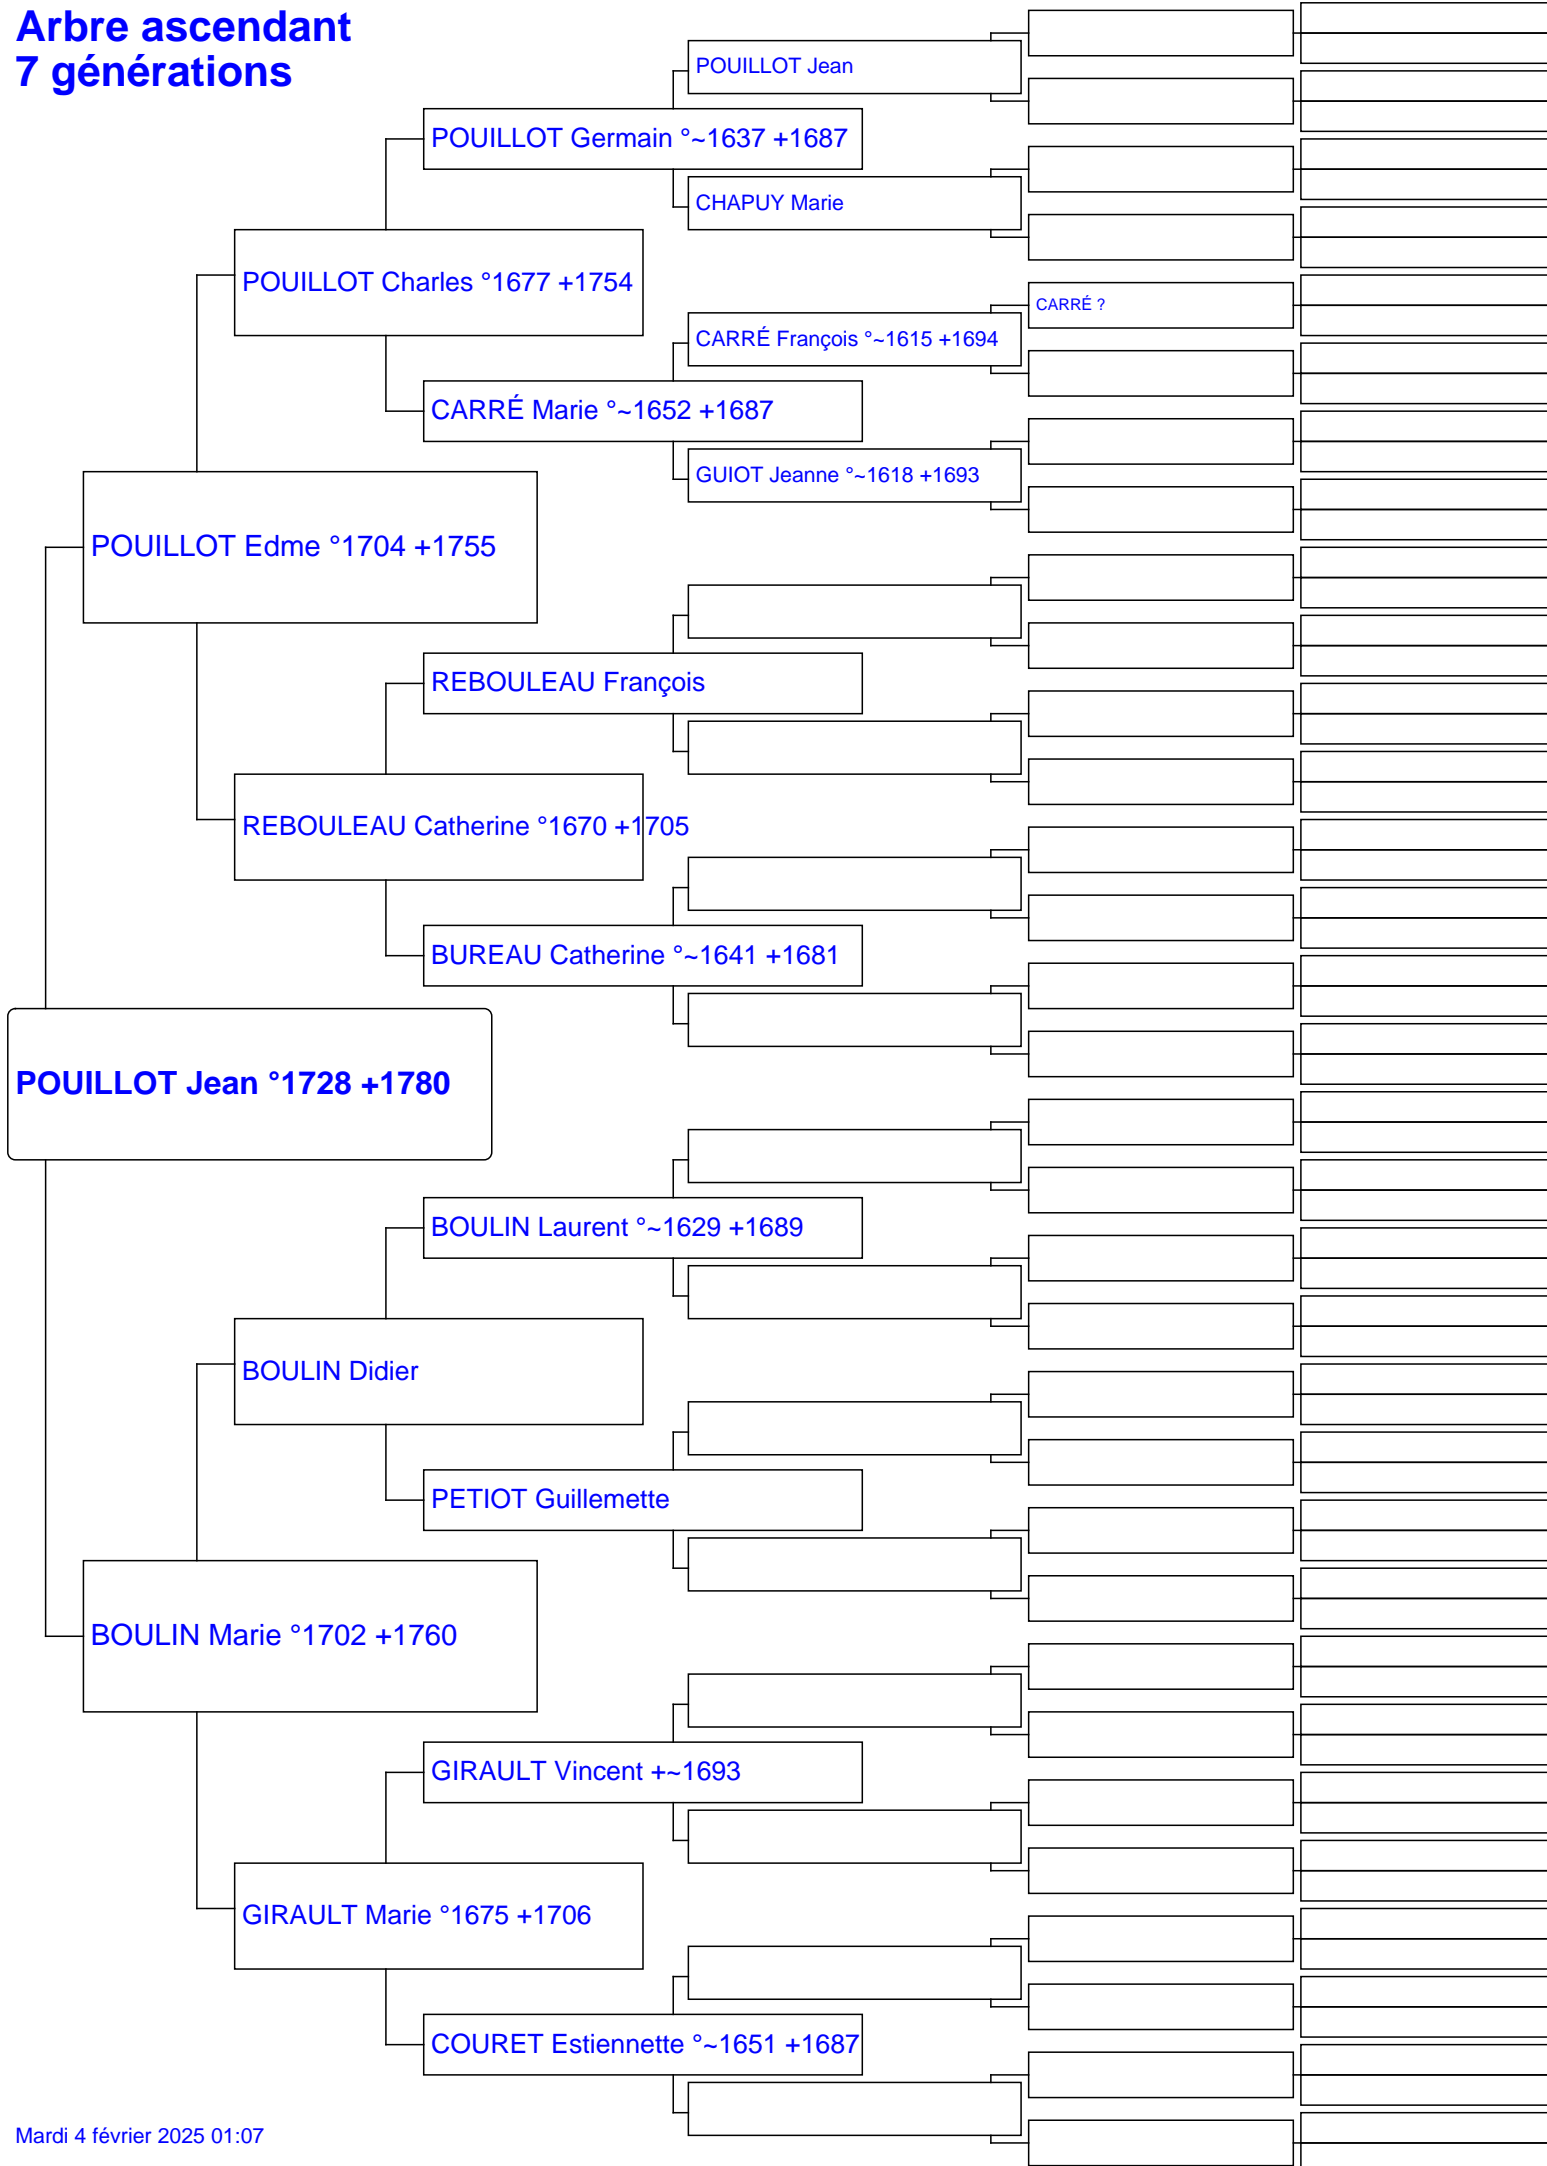 Arbre ascendant
7 générations
POUILLOT Jean
POUILLOT Germain °~1637 +1687
CHAPUY Marie
POUILLOT Charles °1677 +1754
CARRÉ ?
CARRÉ François °~1615 +1694
CARRÉ Marie °~1652 +1687
GUIOT Jeanne °~1618 +1693
POUILLOT Edme °1704 +1755
REBOULEAU François
REBOULEAU Catherine °1670 +1705
BUREAU Catherine °~1641 +1681
POUILLOT Jean °1728 +1780
BOULIN Laurent °~1629 +1689
BOULIN Didier
PETIOT Guillemette
BOULIN Marie °1702 +1760
GIRAULT Vincent +~1693
GIRAULT Marie °1675 +1706
COURET Estiennette °~1651 +1687
Mardi 4 février 2025 01:07